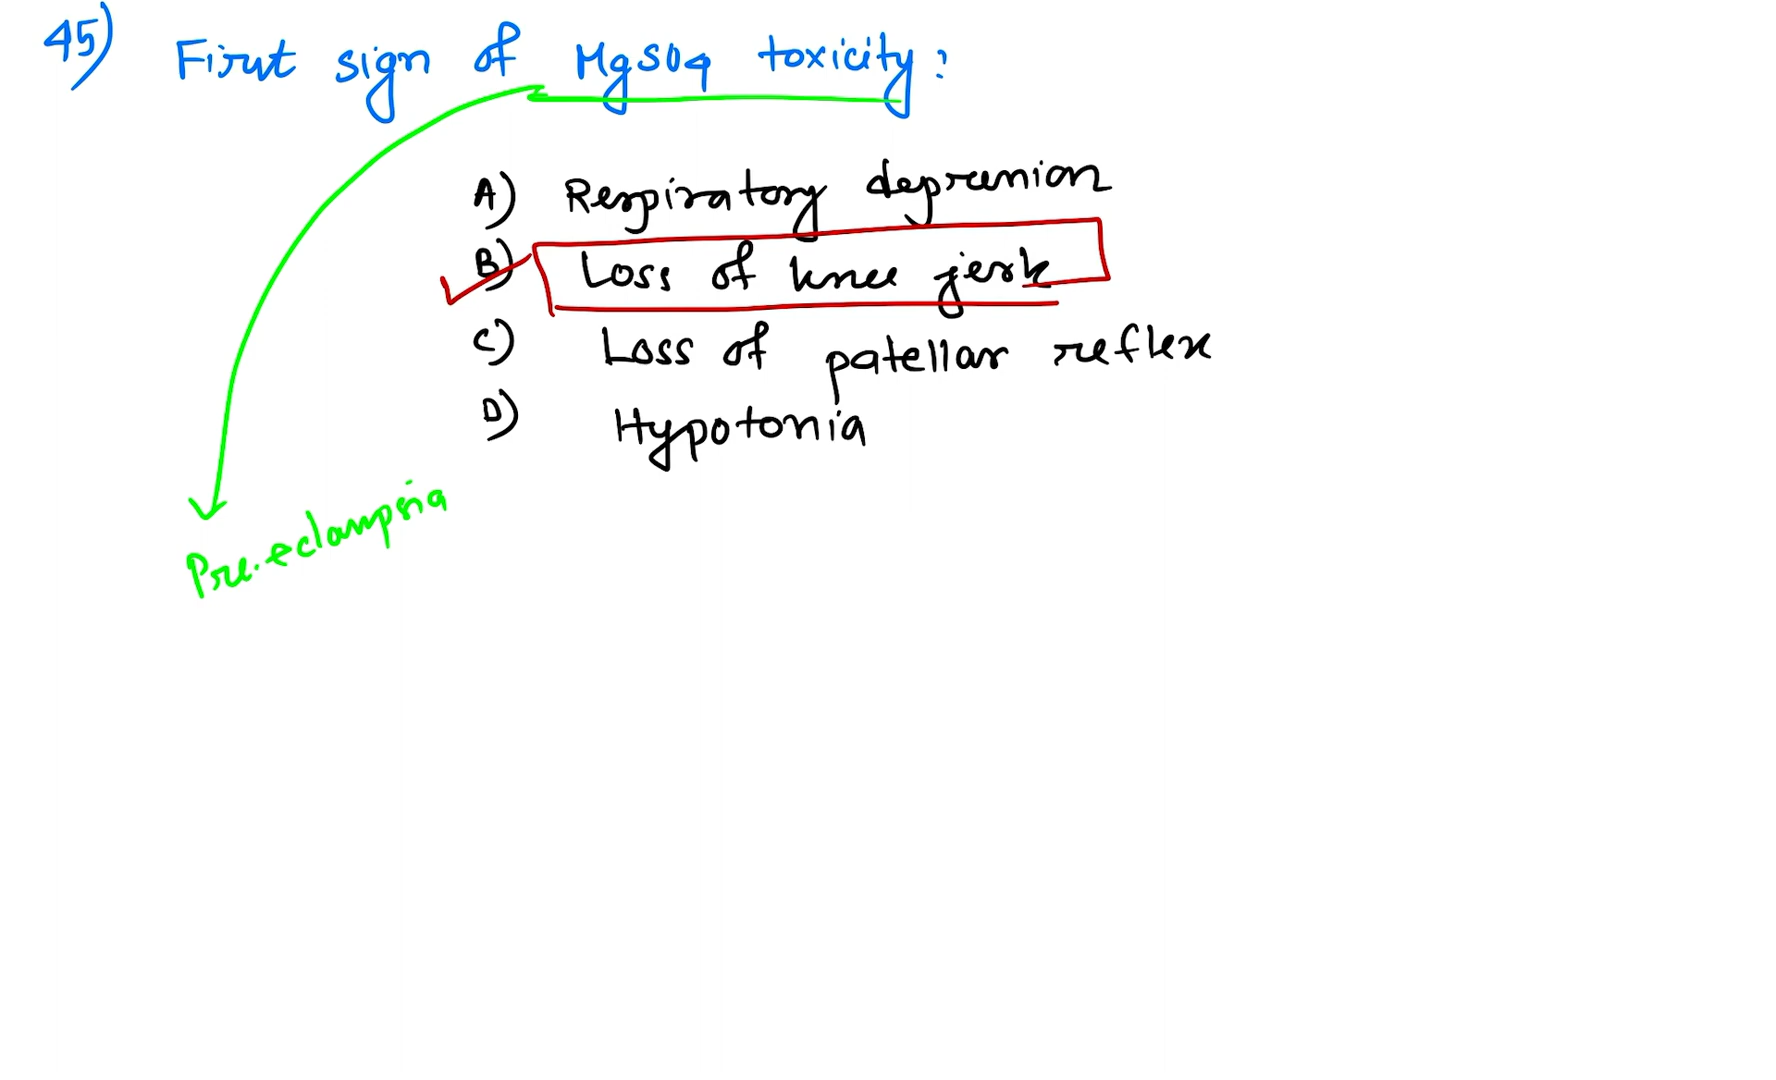 45) First sign of MgSO4 toxicity?
A) Respiratory depression
B) Loss of knee jerk
C) Loss of patellar reflex
D) Hypotonia
Pre-eclampsia